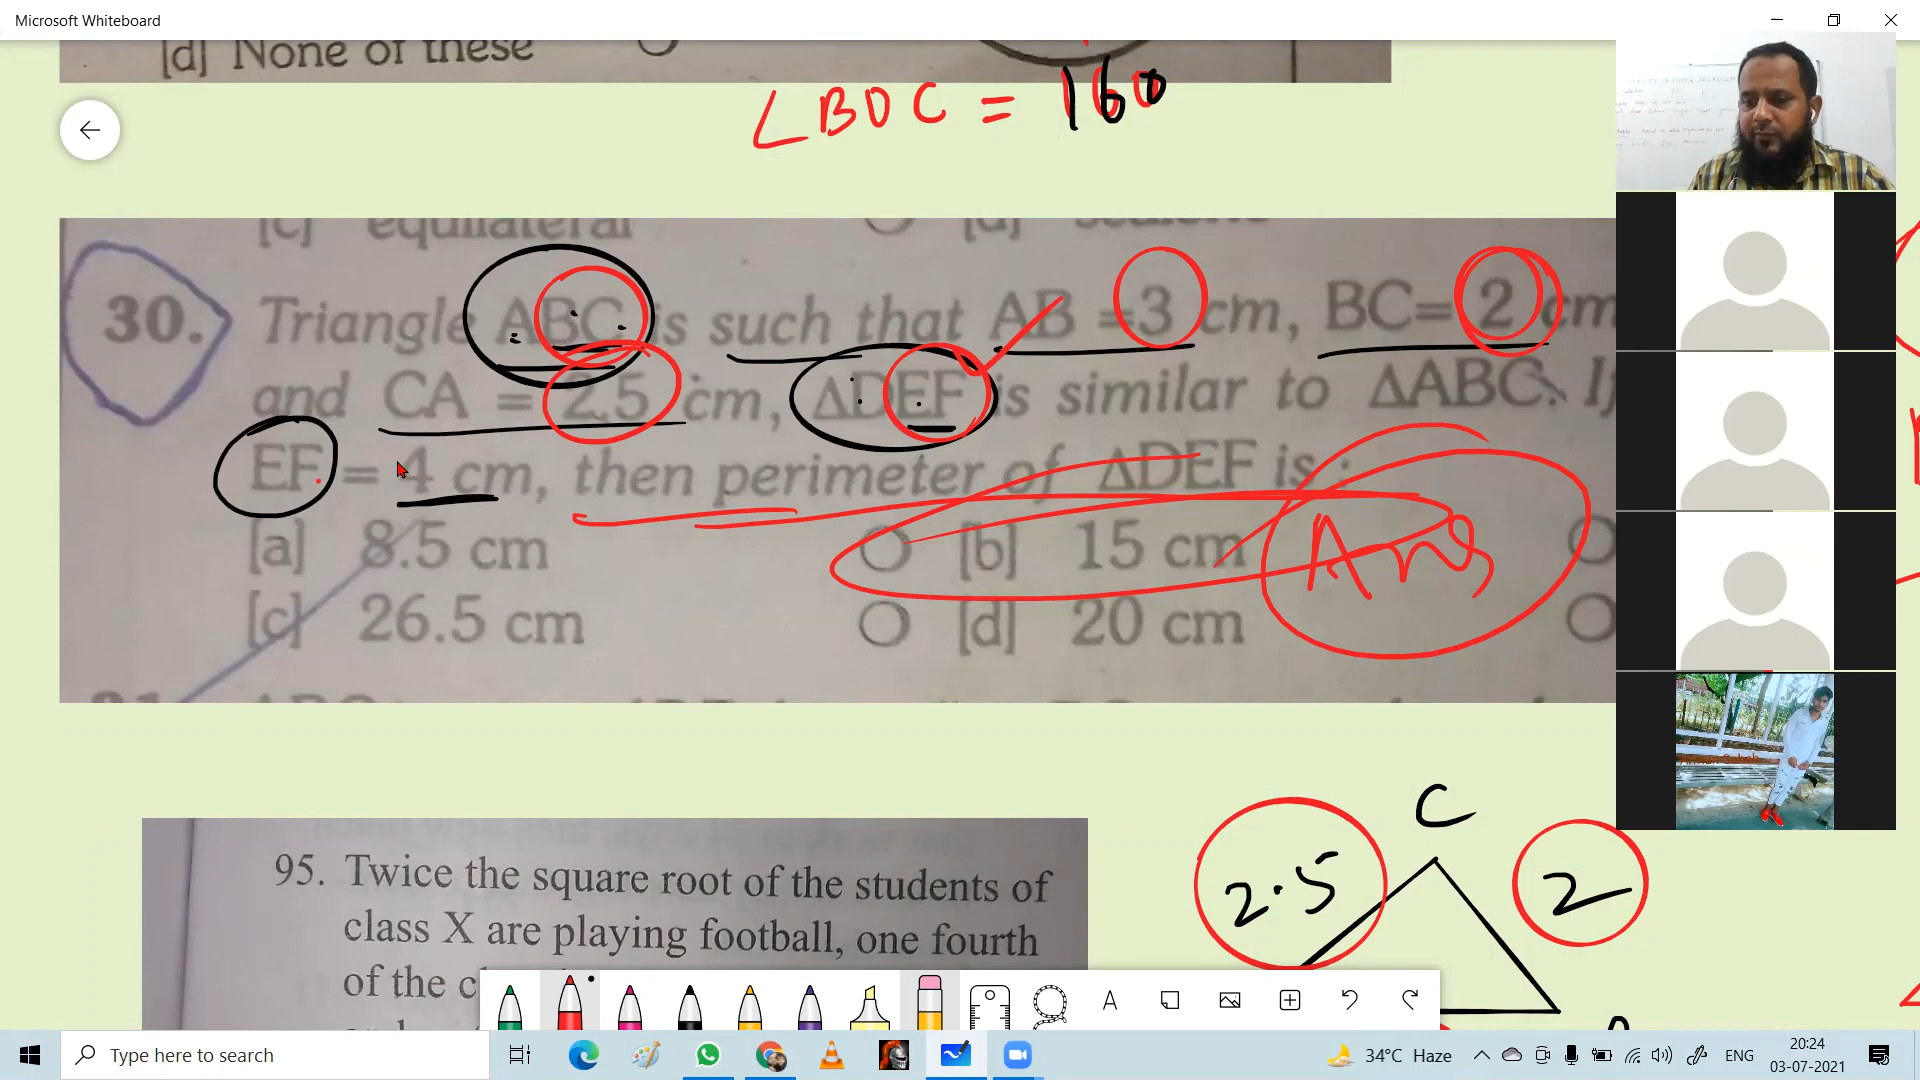 Microsoft Whiteboard
[d] None of these
∠BOC = 160
[c] equilateral [d] scalene
30. Triangle ABC is such that AB =3 cm, BC= 2 cm
and CA = 2.5 cm, ΔDEF is similar to ΔABC. If
EF = 4 cm, then perimeter of ΔDEF is :
[a] 8.5 cm [b] 15 cm Ans
[c] 26.5 cm [d] 20 cm
C
2.5 2
95. Twice the square root of the students of
class X are playing football, one fourth
of the
Type here to search
34°C Haze
ENG
20:24
03-07-2021